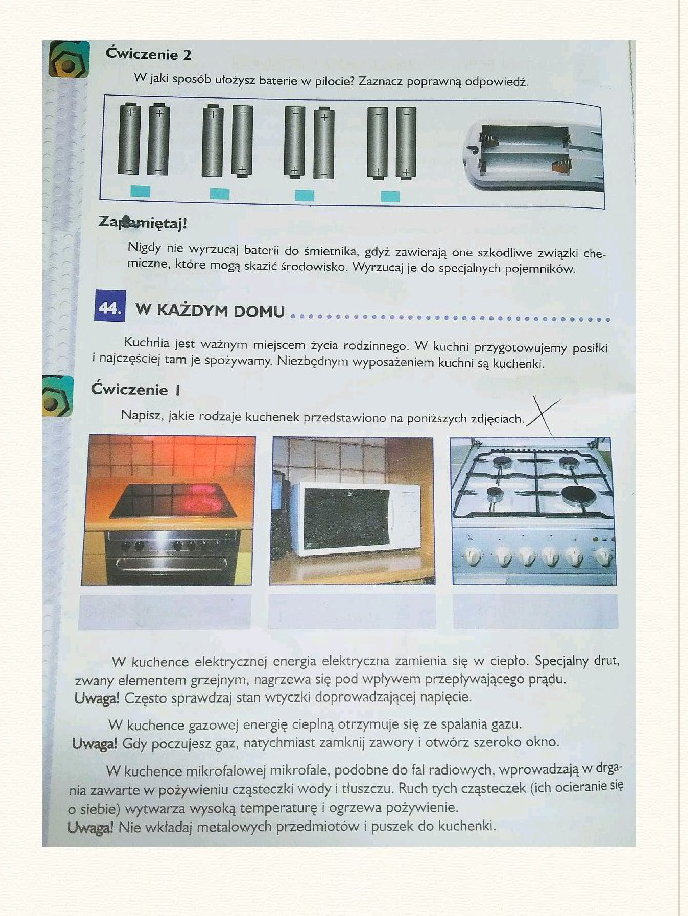 Ćwiczenie 2
W jaki sposób ułożysz baterie w pilocie? Zaznacz poprawną odpowiedź.
Zapamiętaj!
Nigdy nie wyrzucaj baterii do śmietnika, gdyż zawierają one szkodliwe związki che-
miczne, które mogą skazić środowisko. Wyrzucaj je do specjalnych pojemników.
44. W KAŻDYM DOMU
Kuchnia jest ważnym miejscem życia rodzinnego. W kuchni przygotowujemy posiłki
i najczęściej tam je spożywamy. Niezbędnym wyposażeniem kuchni są kuchenki.
Ćwiczenie 1
Napisz, jakie rodzaje kuchenek przedstawiono na poniższych zdjęciach.
W kuchence elektrycznej energia elektryczna zamienia się w ciepło. Specjalny drut,
zwany elementem grzejnym, nagrzewa się pod wpływem przepływającego prądu.
Uwaga! Często sprawdzaj stan wtyczki doprowadzającej napięcie.
W kuchence gazowej energię cieplną otrzymuje się ze spalania gazu.
Uwaga! Gdy poczujesz gaz, natychmiast zamknij zawory i otwórz szeroko okno.
W kuchence mikrofalowej mikrofale, podobne do fal radiowych, wprowadzają w drga-
nia zawarte w pożywieniu cząsteczki wody i tłuszczu. Ruch tych cząsteczek (ich ocieranie się
o siebie) wytwarza wysoką temperaturę i ogrzewa pożywienie.
Uwaga! Nie wkładaj metalowych przedmiotów i puszek do kuchenki.